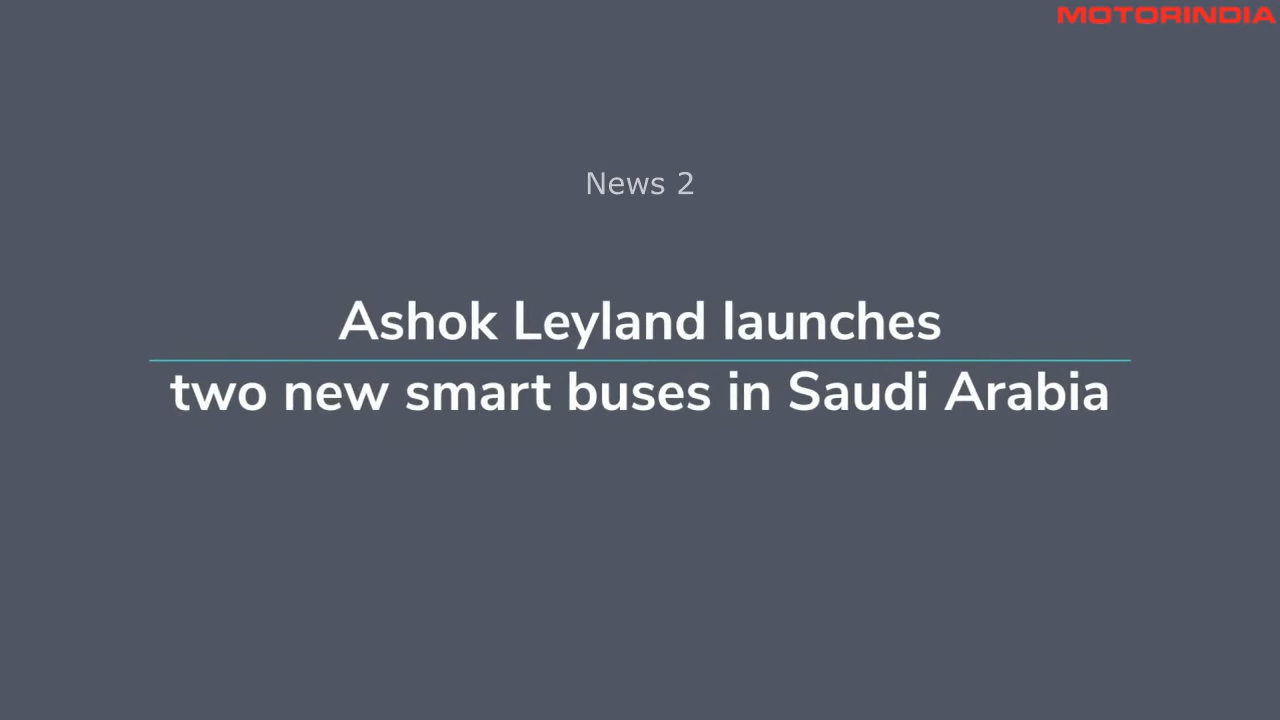 MOTORINDIA
News 2
Ashok Leyland launches
two new smart buses in Saudi Arabia